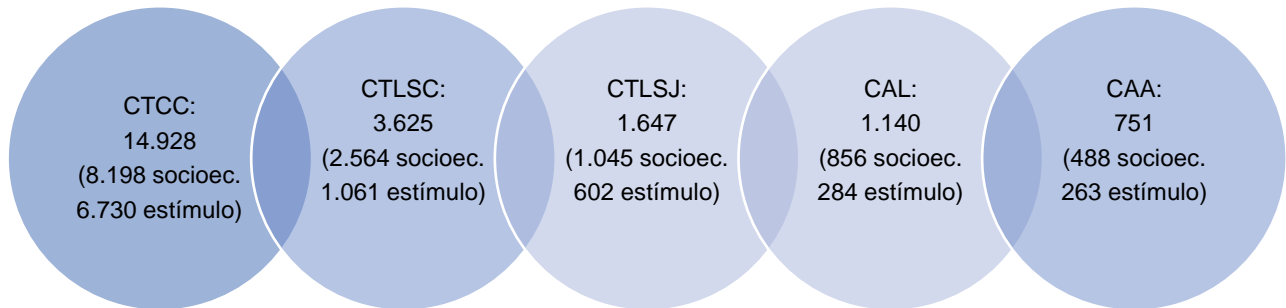 CTCC:
14.928
(8.198 socioec.
6.730 estímulo)
CTLSC:
3.625
(2.564 socioec.
1.061 estímulo)
CTLSJ:
1.647
(1.045 socioec.
602 estímulo)
CAL:
1.140
(856 socioec.
284 estímulo)
CAA:
751
(488 socioec.
263 estímulo)